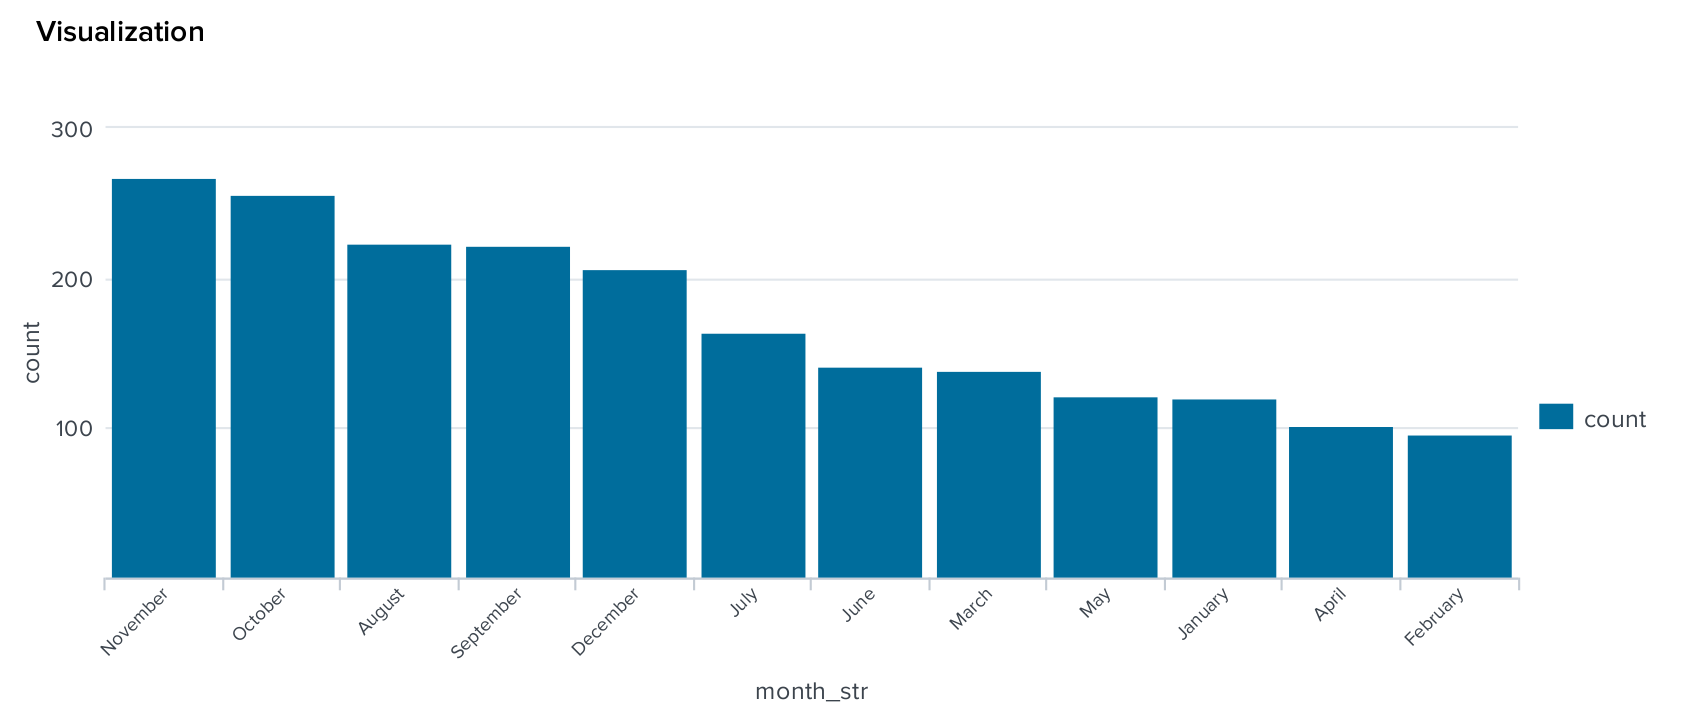 Visualization
300
200
100
count
November
October
August
September
December
July
June
March
May
January
April
February
month_str
count